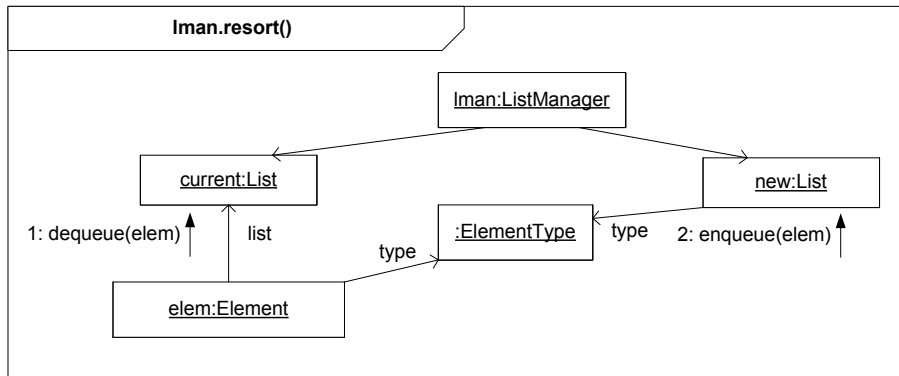 lman.resort()
lman:ListManager
current:List
new:List
1: dequeue(elem)
list
:ElementType
type
2: enqueue(elem)
type
elem:Element